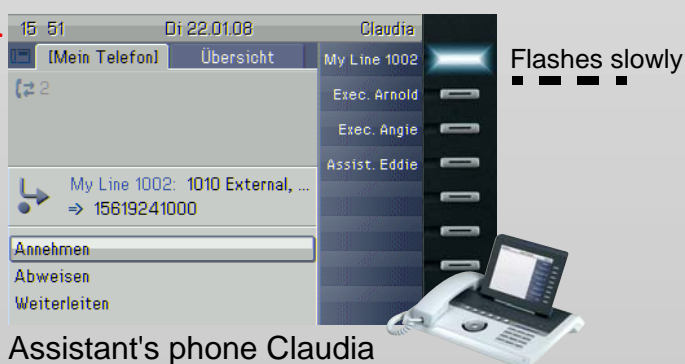 15 51 Di 22.01.08 Claudia
[Mein Telefon] Übersicht
2
My Line 1002
Exec. Arnold
Exec. Angie
Assist. Eddie
Flashes slowly
My Line 1002: 1010 External, ...
⇒ 15619241000
Annehmen
Abweisen
Weiterleiten
Assistant's phone Claudia